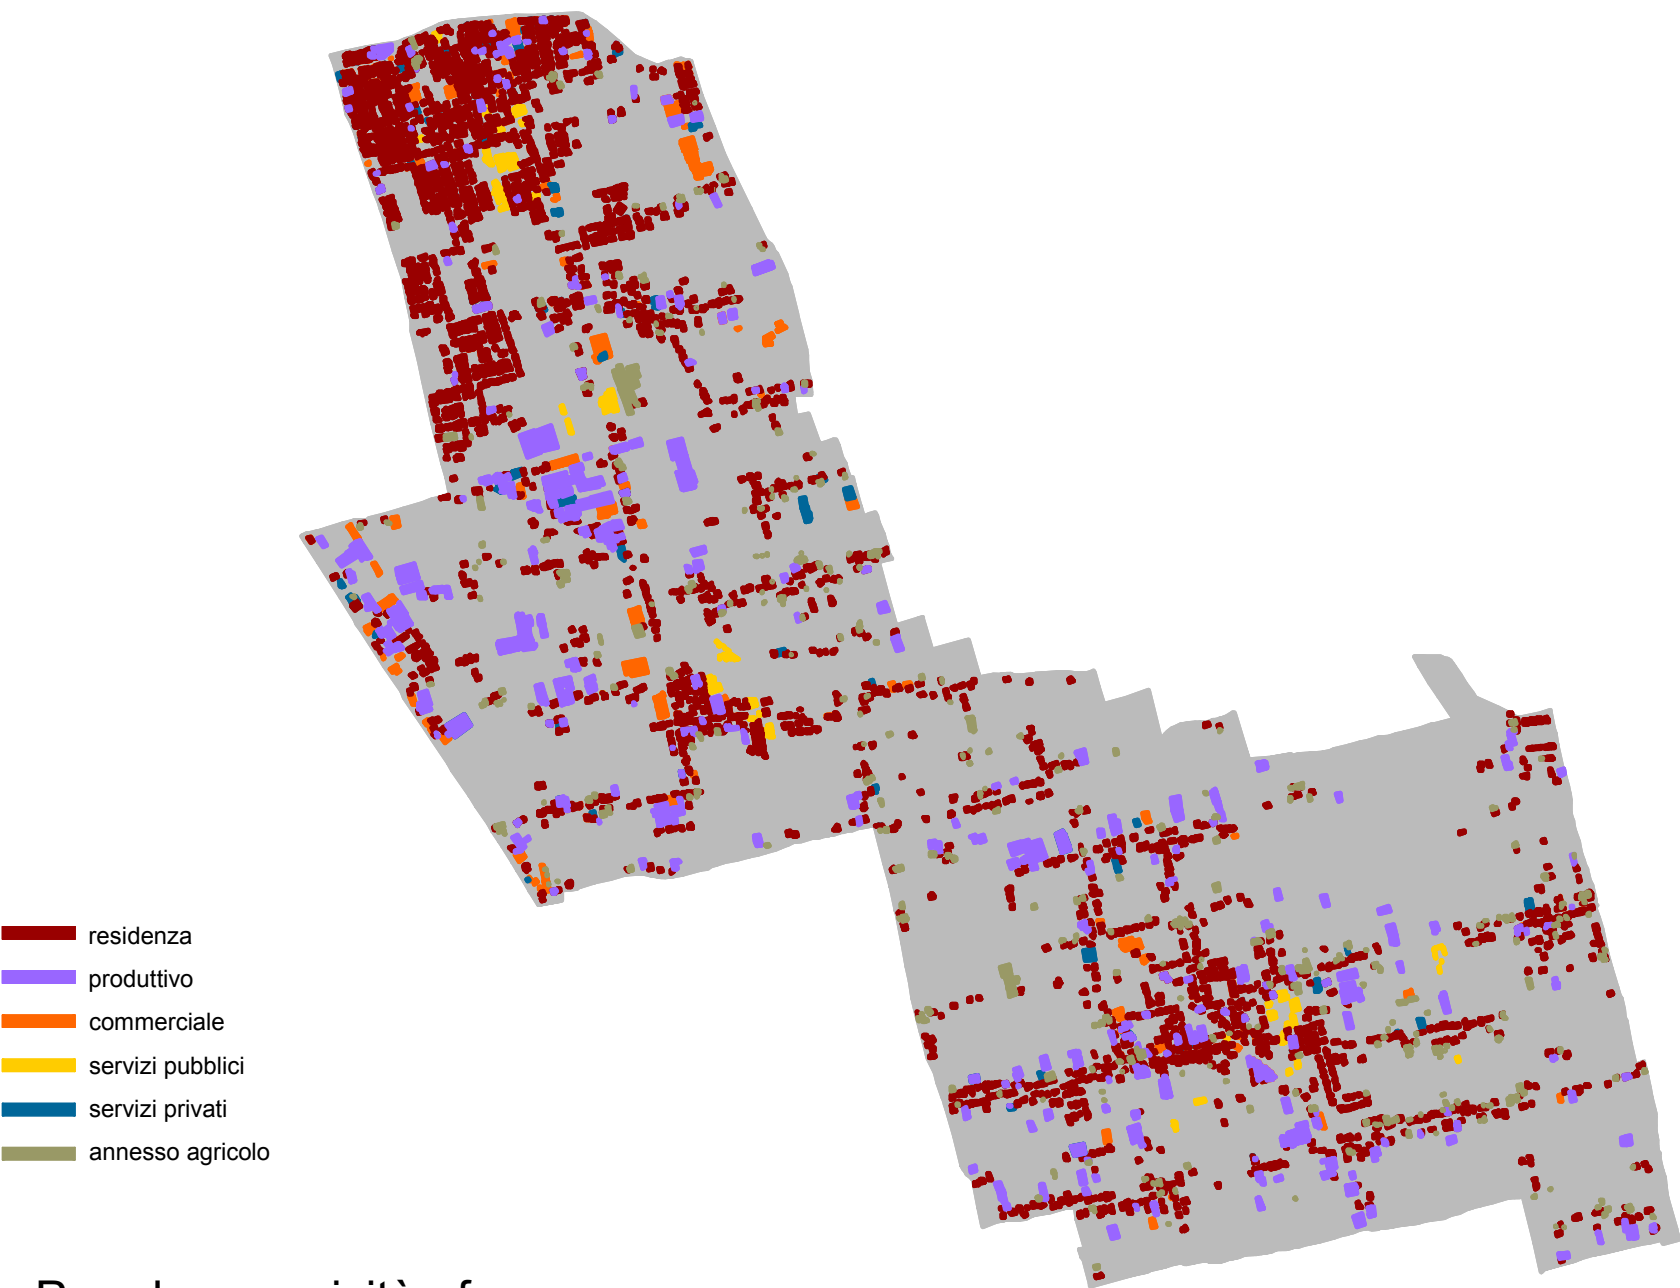 residenza
produttivo
commerciale
servizi pubblici
servizi privati
annesso agricolo